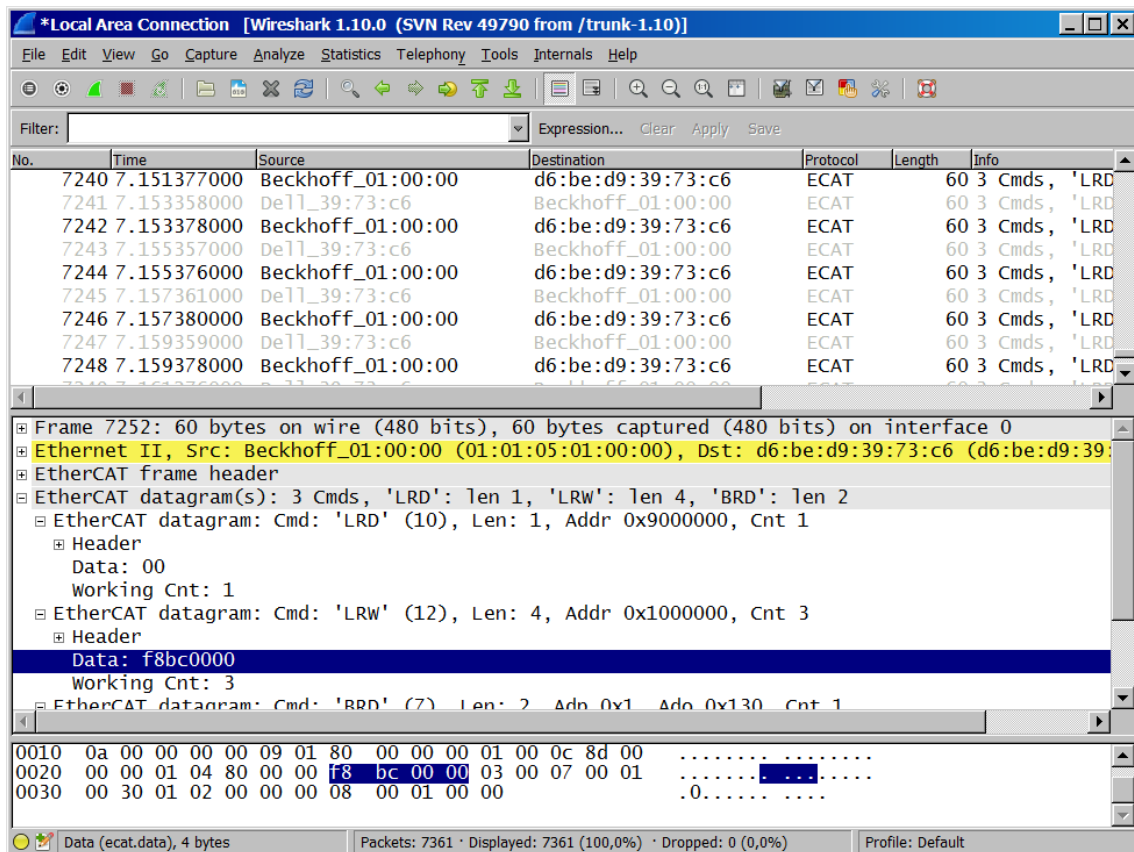 *Local Area Connection [Wireshark 1.10.0 (SVN Rev 49790 from /trunk-1.10)]
File Edit View Go Capture Analyze Statistics Telephony Tools Internals Help
Filter: Expression... Clear Apply Save
No. Time Source Destination Protocol Length Info
7240 7.151377000 Beckhoff_01:00:00 d6:be:d9:39:73:c6 ECAT 60 3 Cmds, 'LRD
7241 7.153358000 Dell_39:73:c6 Beckhoff_01:00:00 ECAT 60 3 Cmds, 'LRD
7242 7.153378000 Beckhoff_01:00:00 d6:be:d9:39:73:c6 ECAT 60 3 Cmds, 'LRD
7243 7.155357000 Dell_39:73:c6 Beckhoff_01:00:00 ECAT 60 3 Cmds, 'LRD
7244 7.155376000 Beckhoff_01:00:00 d6:be:d9:39:73:c6 ECAT 60 3 Cmds, 'LRD
7245 7.157361000 Dell_39:73:c6 Beckhoff_01:00:00 ECAT 60 3 Cmds, 'LRD
7246 7.157380000 Beckhoff_01:00:00 d6:be:d9:39:73:c6 ECAT 60 3 Cmds, 'LRD
7247 7.159359000 Dell_39:73:c6 Beckhoff_01:00:00 ECAT 60 3 Cmds, 'LRD
7248 7.159378000 Beckhoff_01:00:00 d6:be:d9:39:73:c6 ECAT 60 3 Cmds, 'LRD
Frame 7252: 60 bytes on wire (480 bits), 60 bytes captured (480 bits) on interface 0
Ethernet II, Src: Beckhoff_01:00:00 (01:01:05:01:00:00), Dst: d6:be:d9:39:73:c6 (d6:be:d9:39:
EtherCAT frame header
EtherCAT datagram(s): 3 Cmds, 'LRD': len 1, 'LRW': len 4, 'BRD': len 2
EtherCAT datagram: Cmd: 'LRD' (10), Len: 1, Addr 0x9000000, Cnt 1
Header
Data: 00
Working Cnt: 1
EtherCAT datagram: Cmd: 'LRW' (12), Len: 4, Addr 0x1000000, Cnt 3
Header
Data: f8bc0000
Working Cnt: 3
EtherCAT datagram: Cmd: 'BRD' (7), Len: 2, Adp 0x1, Ado 0x130, Cnt 1
0010 0a 00 00 00 00 09 01 80 00 00 00 01 00 0c 8d 00 ........ ........
0020 00 00 01 04 80 00 00 f8 bc 00 00 03 00 07 00 01 ........ ........
0030 00 30 01 02 00 00 00 08 00 01 00 00 .0...... ....
Data (ecat.data), 4 bytes Packets: 7361 · Displayed: 7361 (100,0%) · Dropped: 0 (0,0%) Profile: Default